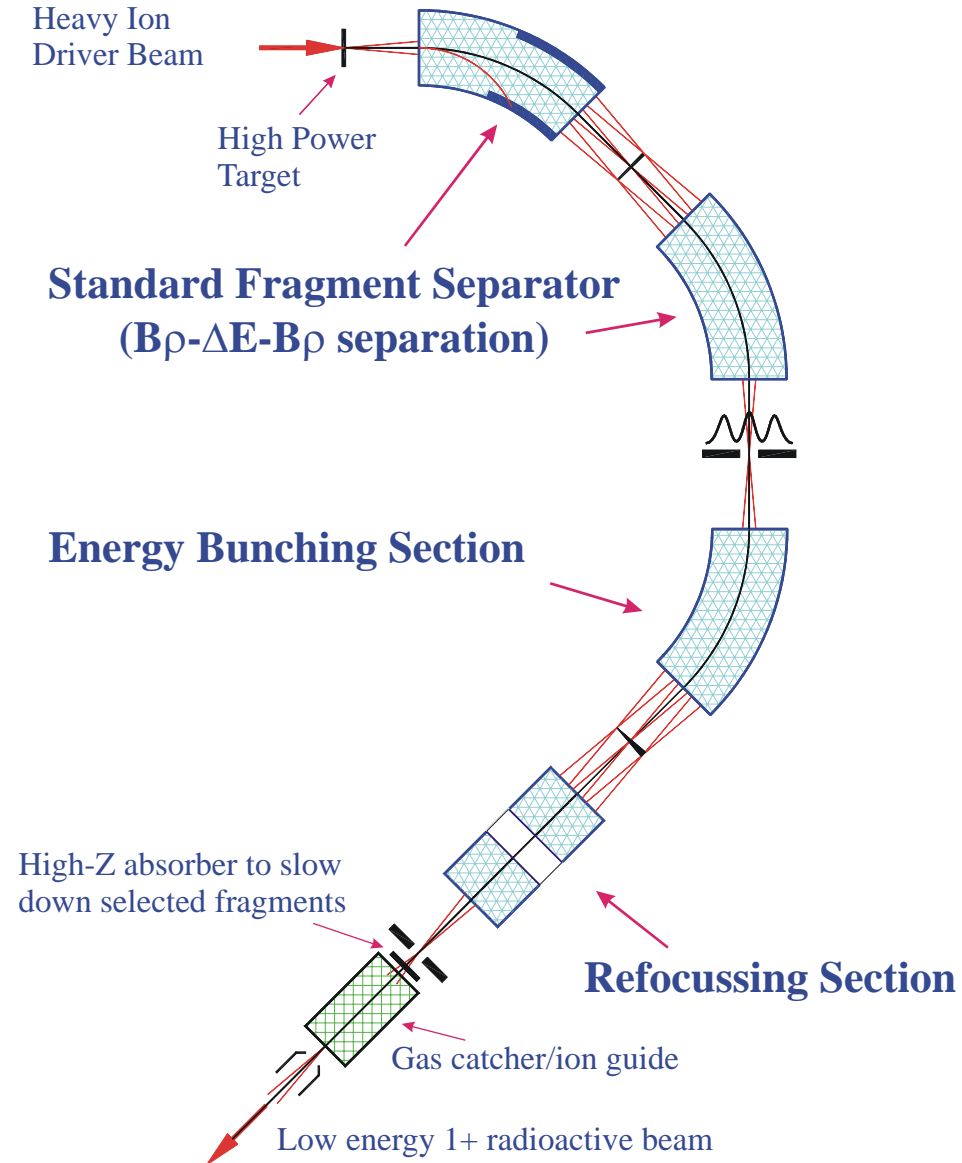 Heavy Ion
Driver Beam
High Power
Target
Standard Fragment Separator
(Bρ-ΔE-Bρ separation)
Energy Bunching Section
High-Z absorber to slow
down selected fragments
Refocussing Section
Gas catcher/ion guide
Low energy 1+ radioactive beam